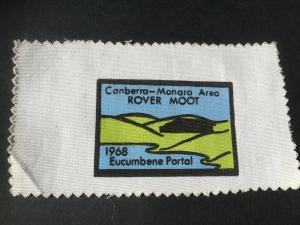 Canberra-Monaro Area
ROVER MOOT
1968
Eucumbene Portal